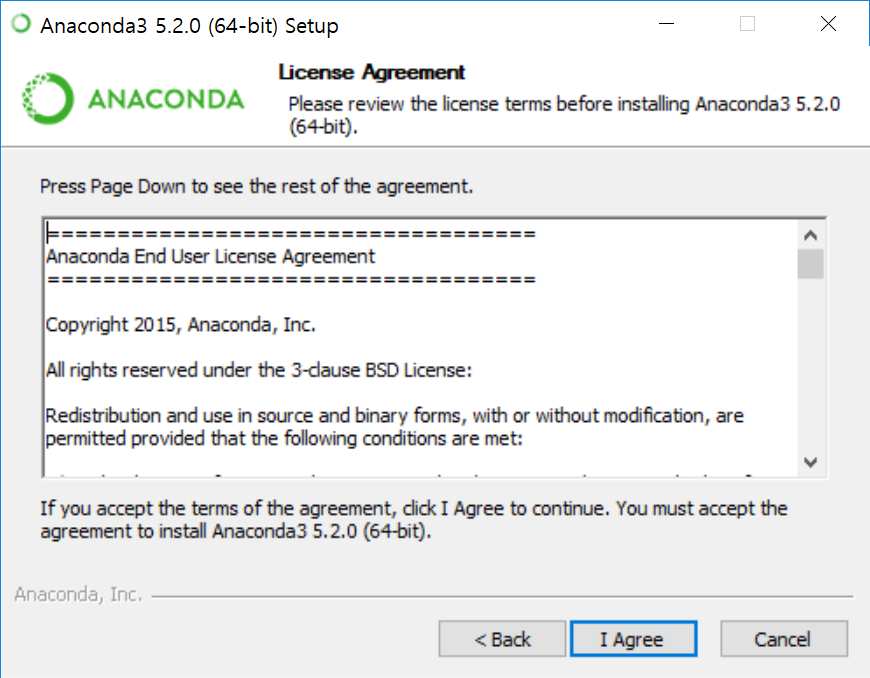 Anaconda3 5.2.0 (64-bit) Setup
ANACONDA
License Agreement
Please review the license terms before installing Anaconda3 5.2.0
(64-bit).
Press Page Down to see the rest of the agreement.
===================================
Anaconda End User License Agreement
===================================
Copyright 2015, Anaconda, Inc.
All rights reserved under the 3-clause BSD License:
Redistribution and use in source and binary forms, with or without modification, are
permitted provided that the following conditions are met:
If you accept the terms of the agreement, click I Agree to continue. You must accept the
agreement to install Anaconda3 5.2.0 (64-bit).
Anaconda, Inc.
< Back
I Agree
Cancel